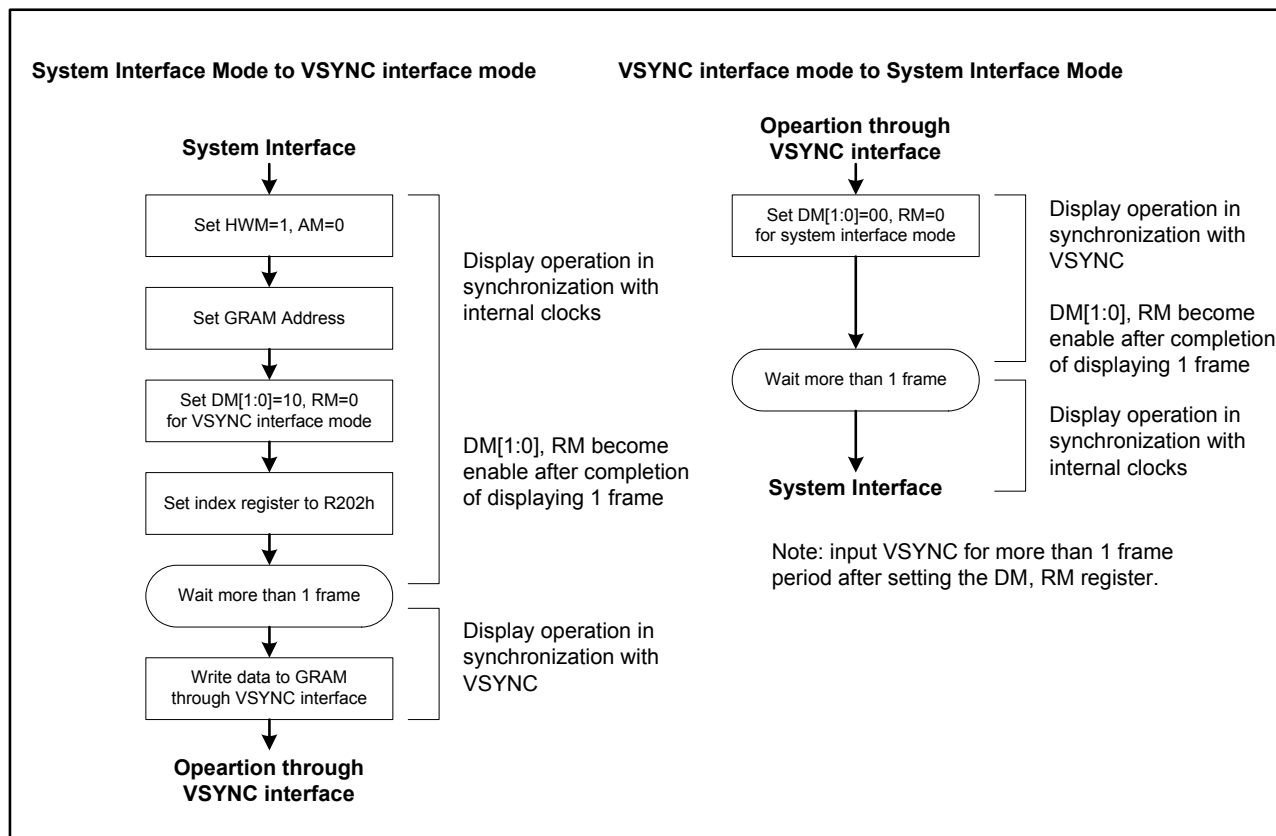 System Interface Mode to VSYNC interface mode
System Interface
Set HWM=1, AM=0
Set GRAM Address
Set DM[1:0]=10, RM=0
for VSYNC interface mode
Set index register to R202h
Wait more than 1 frame
Write data to GRAM
through VSYNC interface
Opeartion through
VSYNC interface
Display operation in
synchronization with
internal clocks
DM[1:0], RM become
enable after completion
of displaying 1 frame
Display operation in
synchronization with
VSYNC
VSYNC interface mode to System Interface Mode
Opeartion through
VSYNC interface
Set DM[1:0]=00, RM=0
for system interface mode
Wait more than 1 frame
System Interface
Display operation in
synchronization with
VSYNC
DM[1:0], RM become
enable after completion
of displaying 1 frame
Display operation in
synchronization with
internal clocks
Note: input VSYNC for more than 1 frame
period after setting the DM, RM register.